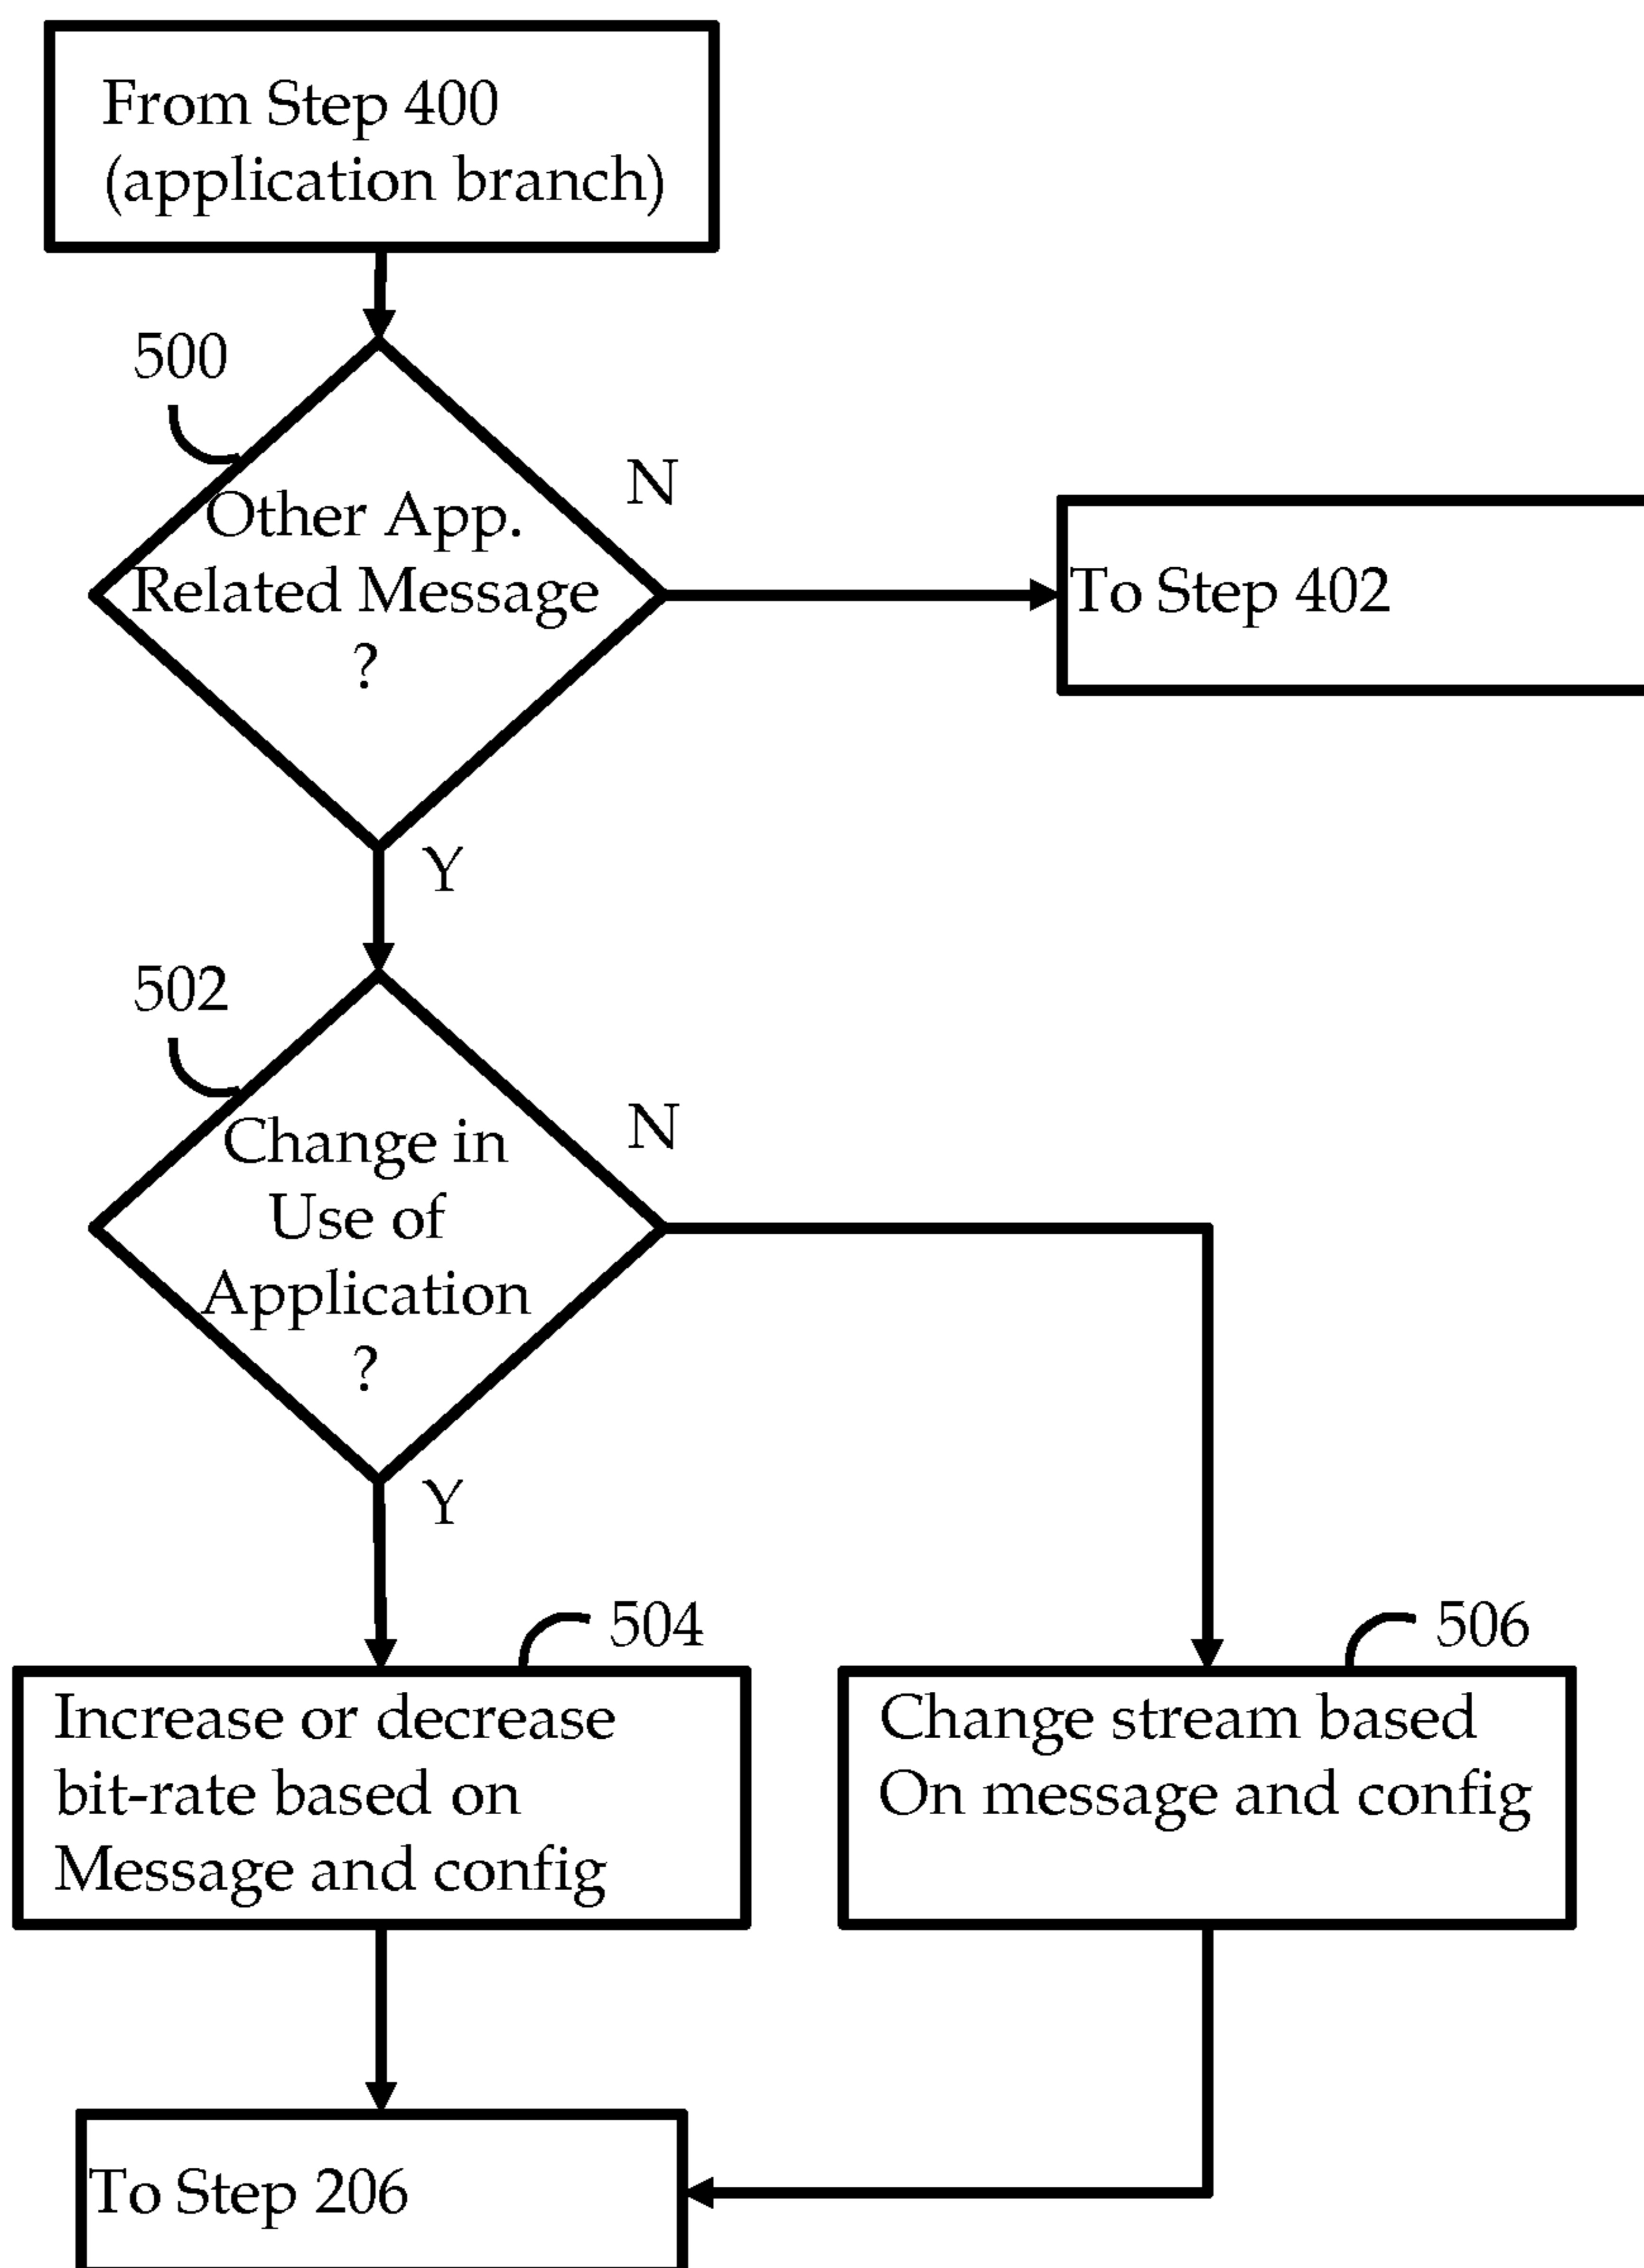 From Step 400
(application branch)
500
N
Other App.
Related Message
?
To Step 402
Y
502
N
Change in
Use of
Application
?
Y
504
506
Increase or decrease
bit-rate based on
Message and config
Change stream based
On message and config
To Step 206